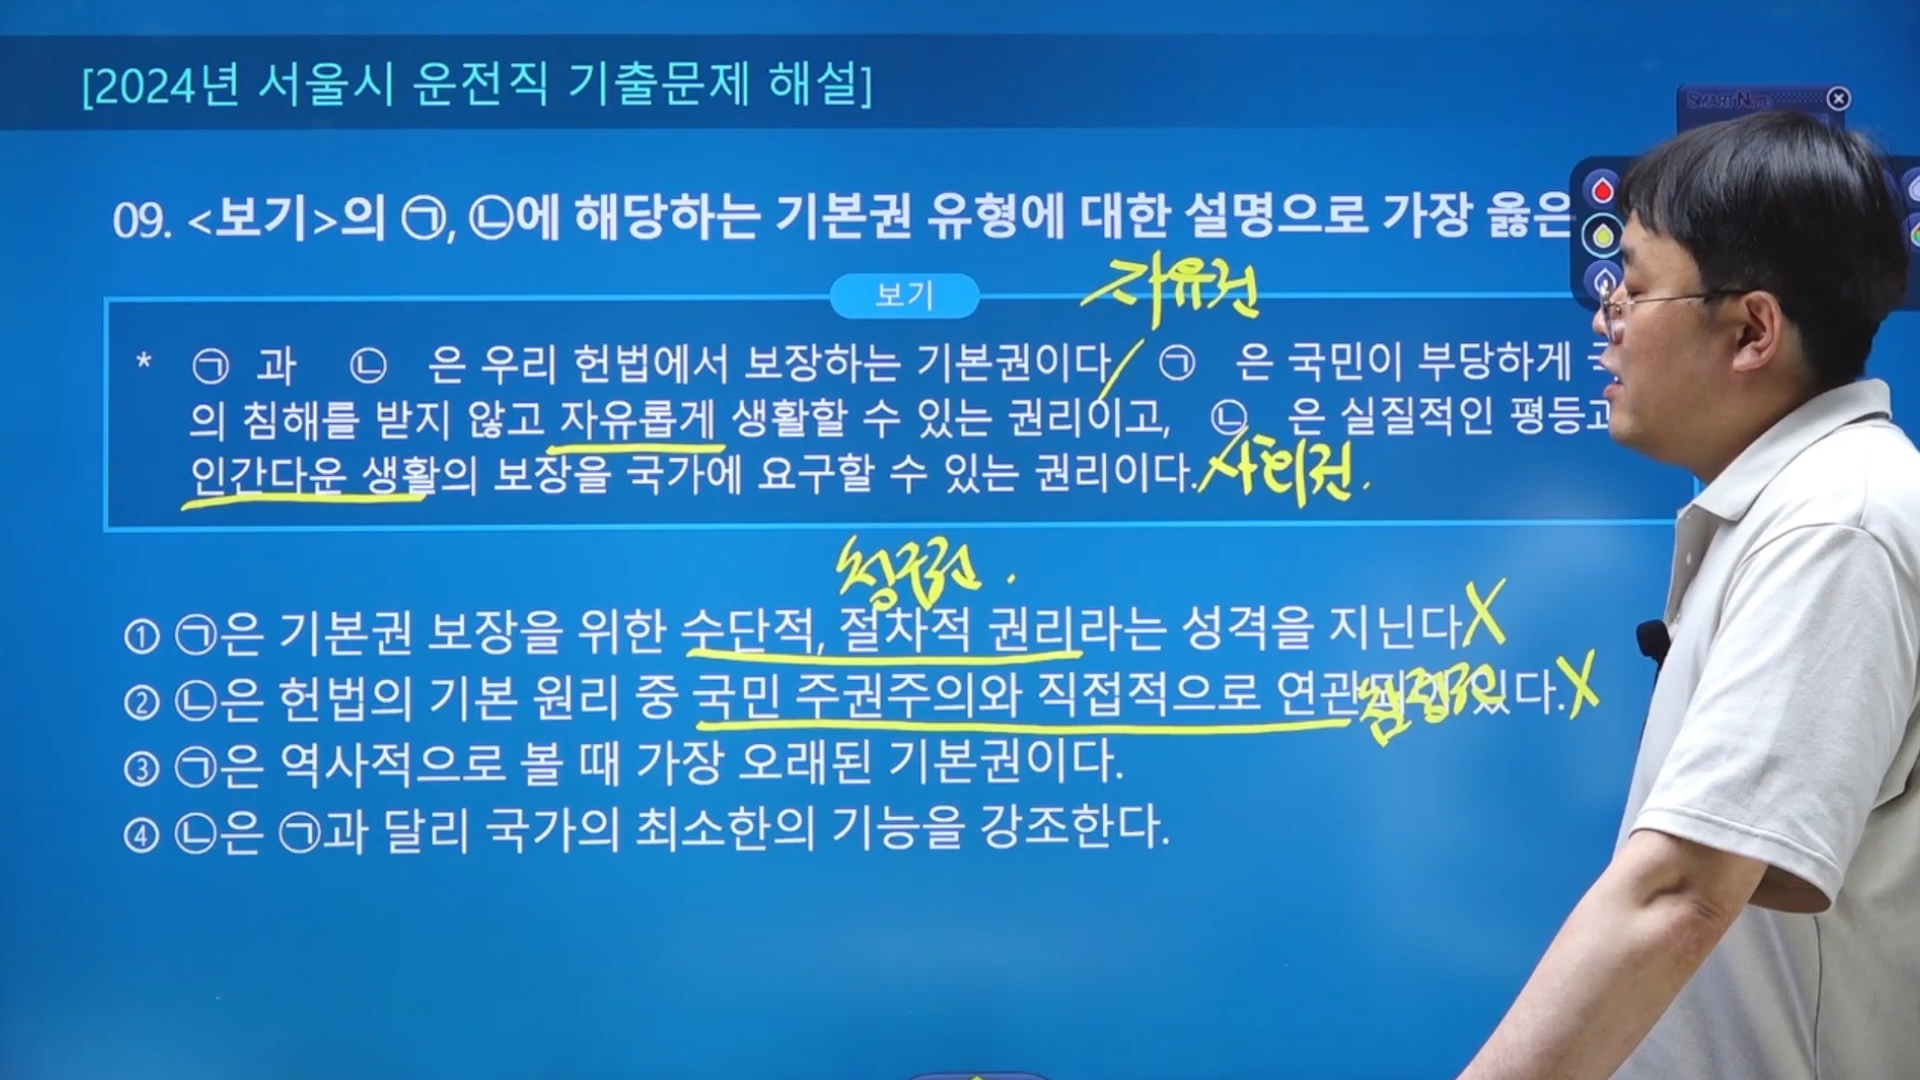 [2024년 서울시 운전직 기출문제 해설]
SMART NOTE
09. <보기>의 ㉠, ㉡에 해당하는 기본권 유형에 대한 설명으로 가장 옳은
자유권
보기
* ㉠ 과 ㉡ 은 우리 헌법에서 보장하는 기본권이다 ㉠ 은 국민이 부당하게
의 침해를 받지 않고 자유롭게 생활할 수 있는 권리이고, ㉡ 은 실질적인 평등과
인간다운 생활의 보장을 국가에 요구할 수 있는 권리이다. 사회권.
청구권.
① ㉠은 기본권 보장을 위한 수단적, 절차적 권리라는 성격을 지닌다 X
② ㉡은 헌법의 기본 원리 중 국민 주권주의와 직접적으로 연관 있다. X
참정권
③ ㉠은 역사적으로 볼 때 가장 오래된 기본권이다.
④ ㉡은 ㉠과 달리 국가의 최소한의 기능을 강조한다.